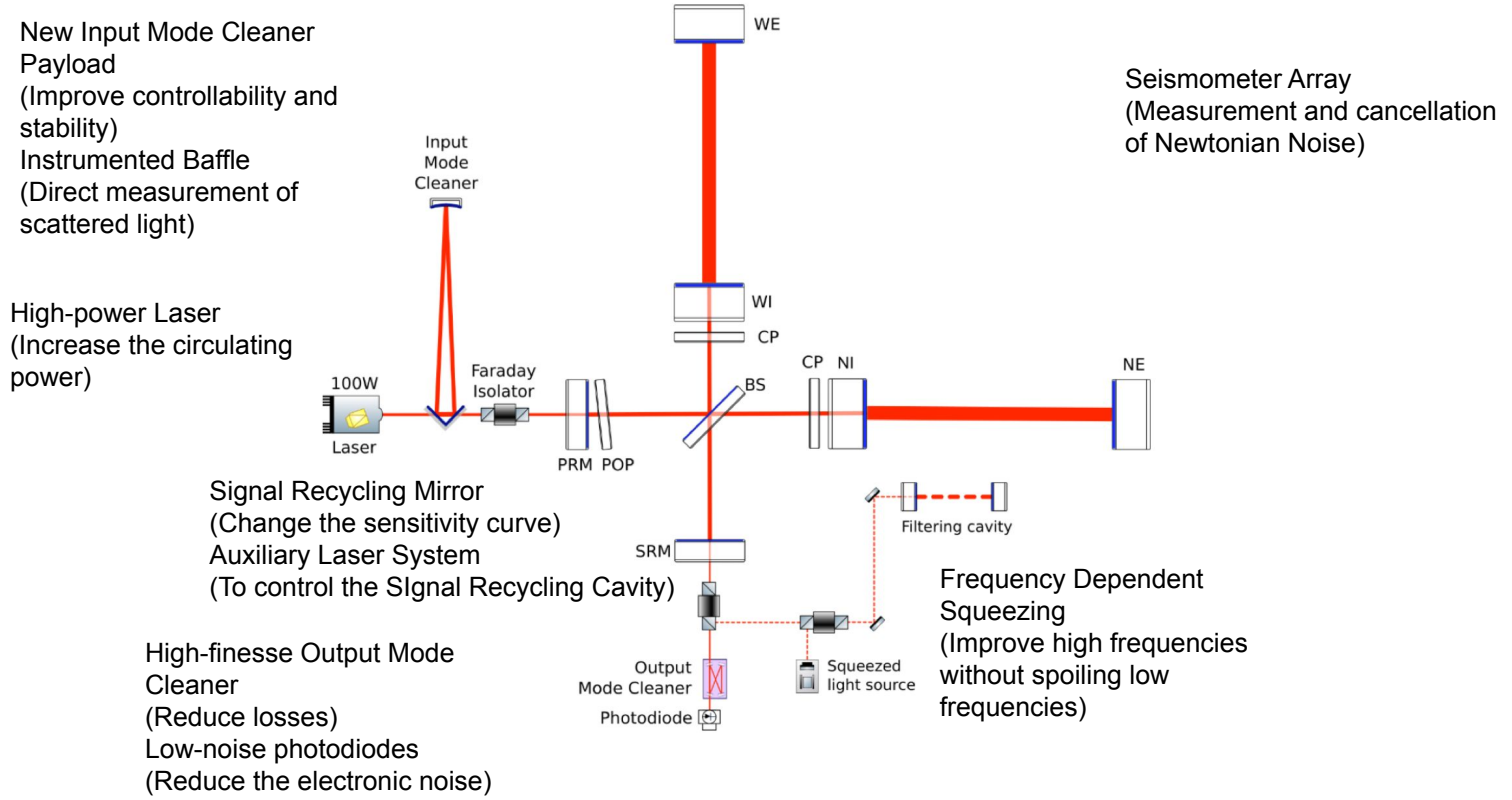 New Input Mode Cleaner
Payload
(Improve controllability and
stability)
Instrumented Baffle
(Direct measurement of
scattered light)
WE
Seismometer Array
(Measurement and cancellation
of Newtonian Noise)
Input
Mode
Cleaner
High-power Laser
(Increase the circulating
power)
WI
CP
100W
Laser
Faraday
Isolator
PRM POP
BS
CP
NI
NE
Signal Recycling Mirror
(Change the sensitivity curve)
Auxiliary Laser System
(To control the SIgnal Recycling Cavity)
SRM
Filtering cavity
Frequency Dependent
Squeezing
(Improve high frequencies
without spoiling low
frequencies)
High-finesse Output Mode
Cleaner
(Reduce losses)
Low-noise photodiodes
(Reduce the electronic noise)
Output
Mode Cleaner
Squeezed
light source
Photodiode